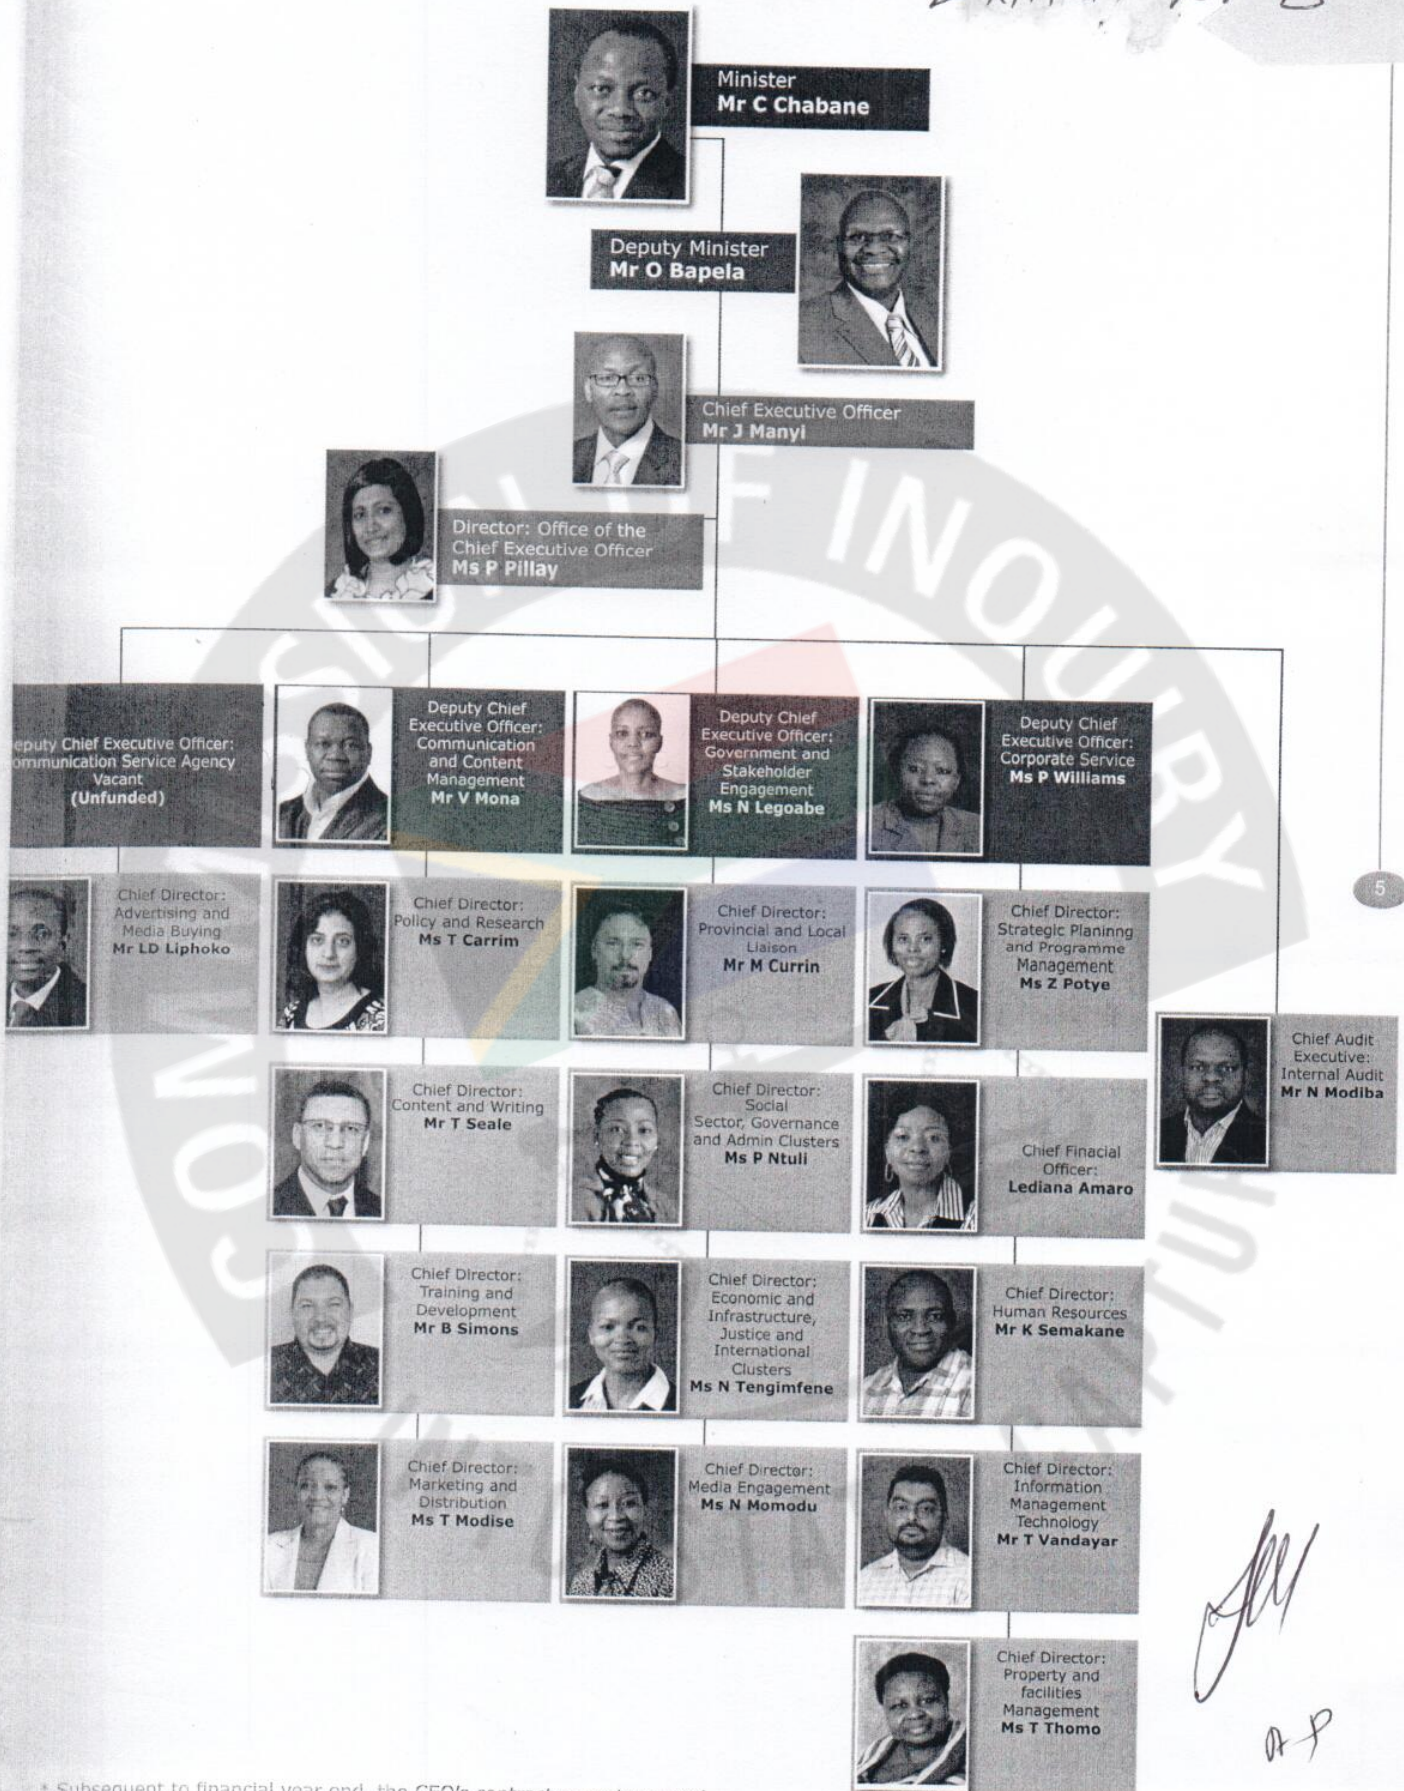 Minister
Mr C Chabane
Deputy Minister
Mr O Bapela
Chief Executive Officer
Mr J Manyi
Director: Office of the
Chief Executive Officer
Ms P Pillay
eputy Chief Executive Officer:
ommunication Service Agency
Vacant
(Unfunded)
Deputy Chief
Executive Officer:
Communication
and Content
Management
Mr V Mona
Deputy Chief
Executive Officer:
Government and
Stakeholder
Engagement
Ms N Legoabe
Deputy Chief
Executive Officer:
Corporate Service
Ms P Williams
5
Chief Director:
Advertising and
Media Buying
Mr LD Liphoko
Chief Director:
Policy and Research
Ms T Carrim
Chief Director:
Provincial and Local
Liaison
Mr M Currin
Chief Director:
Strategic Planinng
and Programme
Management
Ms Z Potye
Chief Audit
Executive:
Internal Audit
Mr N Modiba
Chief Director:
Content and Writing
Mr T Seale
Chief Director:
Social
Sector, Governance
and Admin Clusters
Ms P Ntuli
Chief Finacial
Officer:
Lediana Amaro
Chief Director:
Training and
Development
Mr B Simons
Chief Director:
Economic and
Infrastructure,
Justice and
International
Clusters
Ms N Tengimfene
Chief Director:
Human Resources
Mr K Semakane
Chief Director:
Marketing and
Distribution
Ms T Modise
Chief Director:
Media Engagement
Ms N Momodu
Chief Director:
Information
Management
Technology
Mr T Vandayar
Chief Director:
Property and
facilities
Management
Ms T Thomo
* Subsequent to financial year end, the CEO's contract